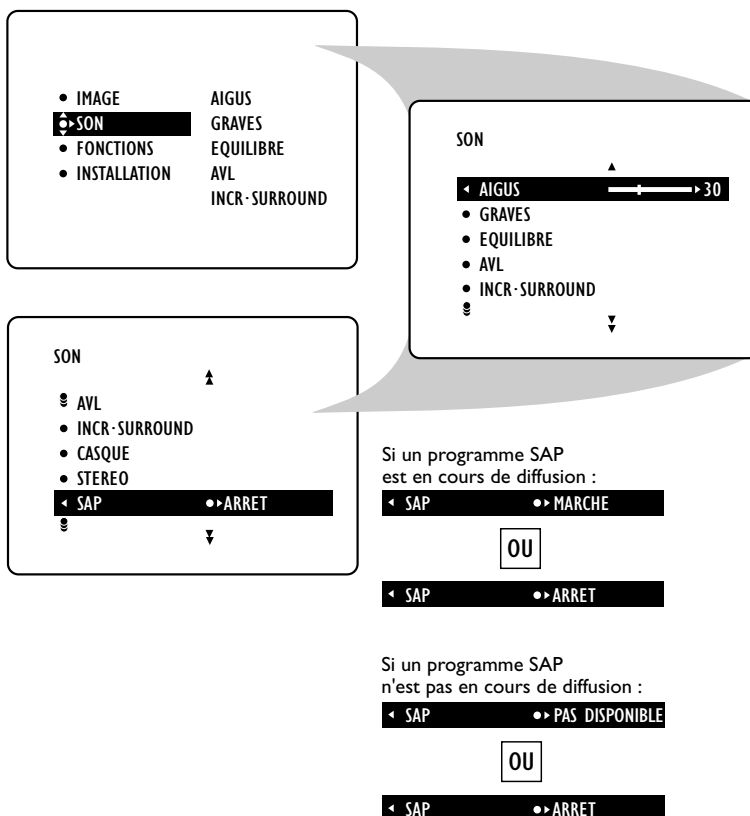 IMAGE AIGUS
SON GRAVES
FONCTIONS EQUILIBRE
INSTALLATION AVL
INCR·SURROUND
SON
AIGUS 30
GRAVES
EQUILIBRE
AVL
INCR·SURROUND
SON
AVL
INCR·SURROUND
CASQUE
STEREO
SAP ARRET
Si un programme SAP
est en cours de diffusion :
SAP MARCHE
OU
SAP ARRET
Si un programme SAP
n'est pas en cours de diffusion :
SAP PAS DISPONIBLE
OU
SAP ARRET